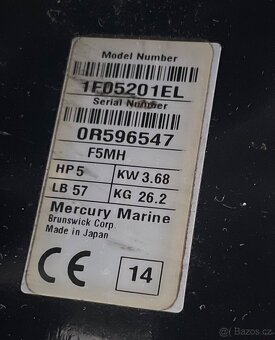 Model Number
1F05201EL
Serial Number
0R596547
F5MH
HP 5 KW 3.68
LB 57 KG 26.2
Mercury Marine
Brunswick Corp.
Made in Japan
CE 14
Bazos.cz